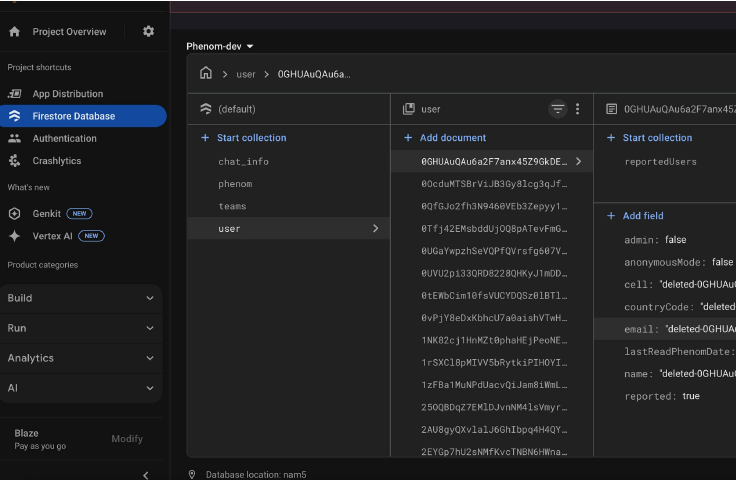 Project Overview
Project shortcuts
App Distribution
Firestore Database
Authentication
Crashlytics
What's new
Genkit NEW
Vertex AI NEW
Product categories
Build
Run
Analytics
AI
Blaze
Pay as you go
Modify
Phenom-dev
user
0GHUAuQAu6a…
(default)
Start collection
chat_info
phenom
teams
user
user
Add document
0GHUAuQAu6a2F7anx45Z9GkDE…
0OcduMTSBrViJB3Gy8lcg3qJf…
0QfGJo2fh3N9460VEb3Zepyy1…
0Tfj42EMsbddUjOQ8pATevFmG…
0UGaYwpzhSeVQPfQVrsfg607V…
0UVU2pi33QRD8228QHKyJ1mDD…
0tEWbCim10fsVUCYDQSz0lBTl…
0vPjY8eDxKbhcU7a0aishVTwH…
1NK82cj1HnMZt0phaHEjPeoNE…
1rSXCl8pMIVV5bRytkiPIHOYI…
1zFBa1MuNPdUacvQiJam8iWmL…
25OQBDqZ7EMlDJvnNM4lsVmyr…
2AU8gyQXvlalJ6GhIbpq4H4QY…
2EYGp7hU2sNMfKvcTNBN6HWna…
0GHUAuQAu6a2F7anx45Z
Start collection
reportedUsers
Add field
admin: false
anonymousMode: false
cell: "deleted-0GHUAuQ
countryCode: "deleted
email: "deleted-0GHUAu
lastReadPhenomDate:
name: "deleted-0GHUAuQ
reported: true
Database location: nam5